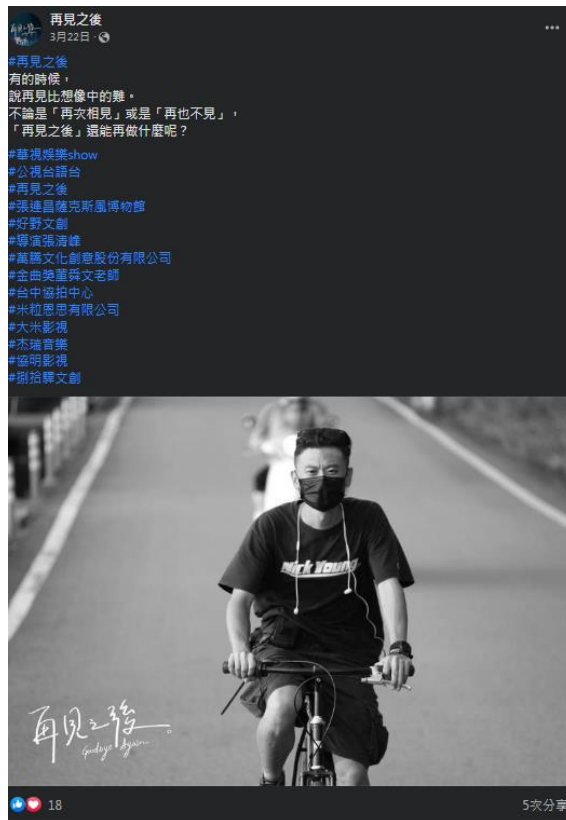 再見之後
3月22日
#再見之後
有的時候，
說再見比想像中的難。
不論是「再次相見」或是「再也不見」，
「再見之後」還能再做什麼呢？
#華視娛樂show
#公視台語台
#再見之後
#張連昌薩克斯風博物館
#好野文創
#導演張清峰
#萬騰文化創意股份有限公司
#金曲獎董舜文老師
#台中協拍中心
#米粒恩思有限公司
#大米影視
#杰瑞音樂
#協明影視
#捌拾驛文創
Nick Young
再見之後。
Goodbye Again
18
5次分享